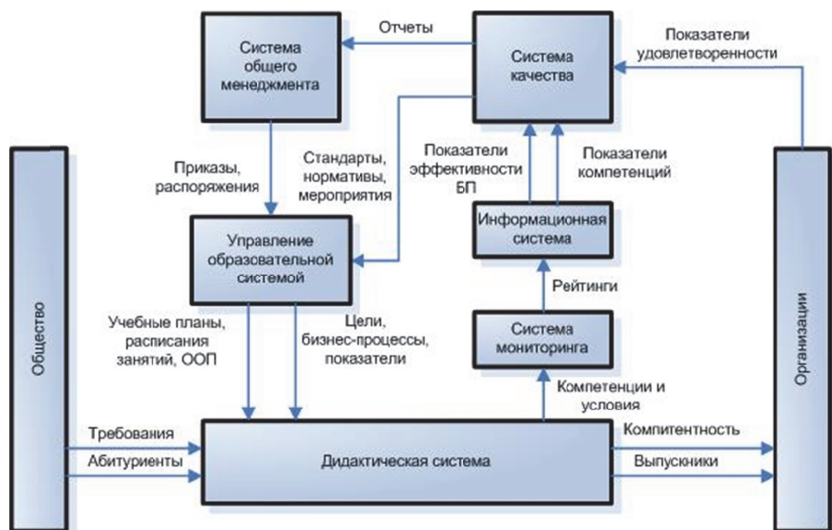 Отчеты
Система
общего
менеджмента
Система
качества
Показатели
удовлетворенности
Приказы,
распоряжения
Стандарты,
нормативы,
мероприятия
Показатели
эффективности
БП
Показатели
компетенций
Управление
образовательной
системой
Информационная
система
Рейтинги
Учебные планы,
расписания
занятий, ООП
Цели,
бизнес-процессы,
показатели
Система
мониторинга
Компетенции и
условия
Общество
Организации
Требования
Абитуриенты
Дидактическая система
Компитентность
Выпускники